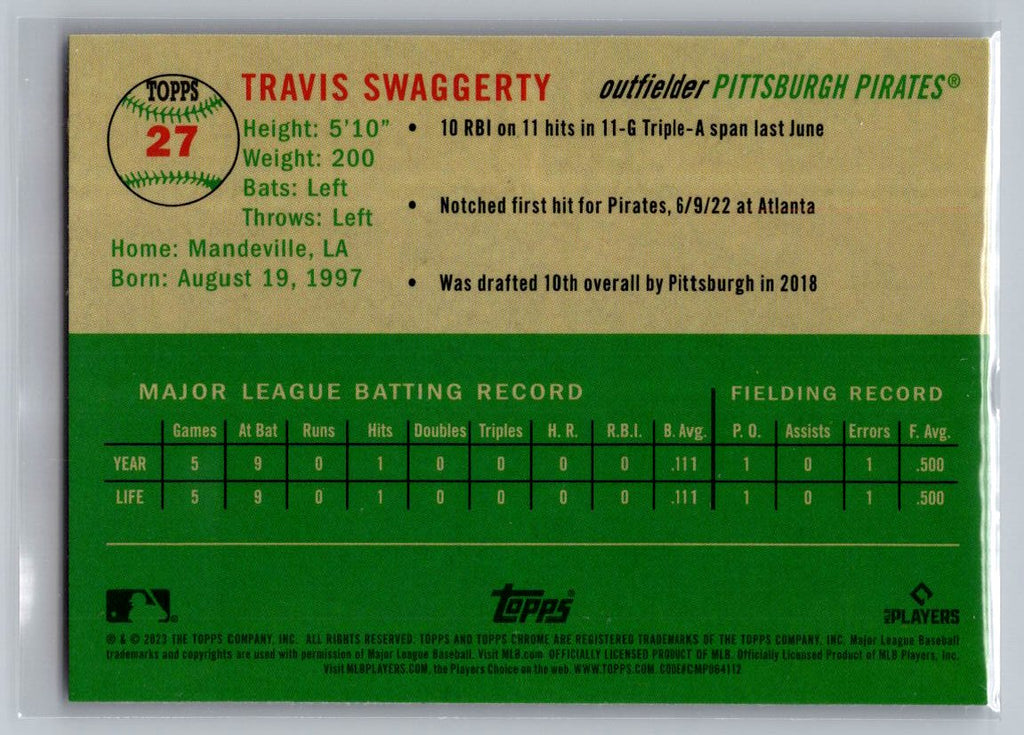 TOPPS
27
TRAVIS SWAGGERTY
outfielder PITTSBURGH PIRATES®
Height: 5'10"
Weight: 200
Bats: Left
Throws: Left
Home: Mandeville, LA
Born: August 19, 1997
• 10 RBI on 11 hits in 11-G Triple-A span last June
• Notched first hit for Pirates, 6/9/22 at Atlanta
• Was drafted 10th overall by Pittsburgh in 2018
MAJOR LEAGUE BATTING RECORD FIELDING RECORD
Games At Bat Runs Hits Doubles Triples H. R. R.B.I. B. Avg. P. O. Assists Errors F. Avg.
YEAR 5 9 0 1 0 0 0 0 .111 1 0 1 .500
LIFE 5 9 0 1 0 0 0 0 .111 1 0 1 .500
topps®
MLB PLAYERS
® & © 2023 THE TOPPS COMPANY, INC. ALL RIGHTS RESERVED. TOPPS AND TOPPS CHROME ARE REGISTERED TRADEMARKS OF THE TOPPS COMPANY, INC. Major League Baseball
trademarks and copyrights are used with permission of Major League Baseball. Visit MLB.com OFFICIALLY LICENSED PRODUCT OF MLB. Officially Licensed Product of MLB Players, Inc.
Visit MLBPLAYERS.COM, the Players Choice on the web. WWW.TOPPS.COM CODE#CMP064112